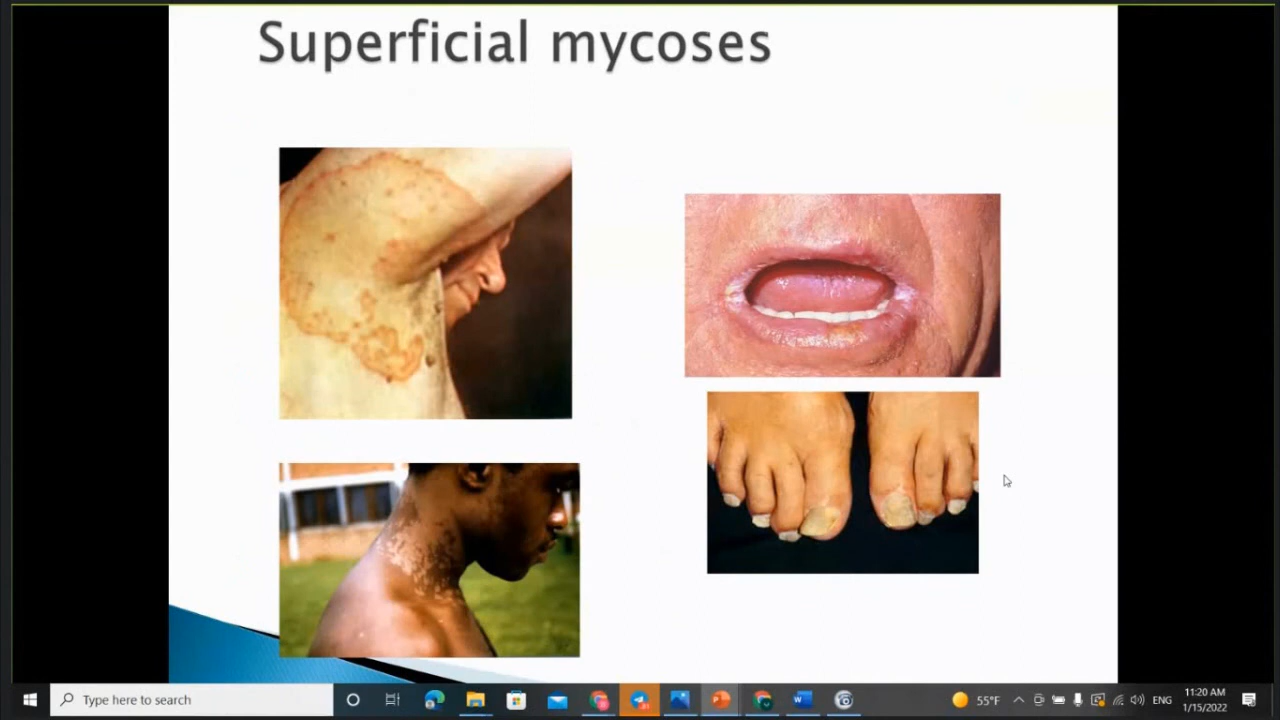 Superficial mycoses
Type here to search
55°F
ENG
11:20 AM
1/15/2022